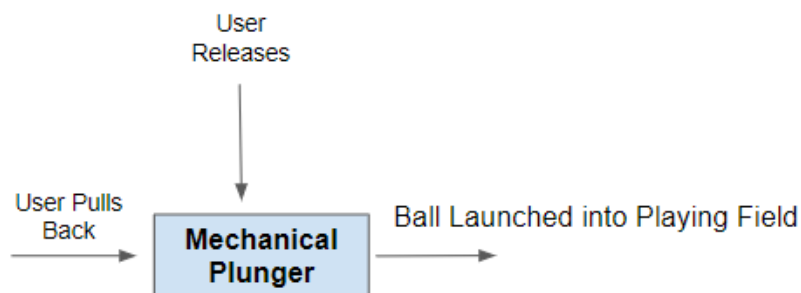 User
Releases
User Pulls
Back
Mechanical
Plunger
Ball Launched into Playing Field